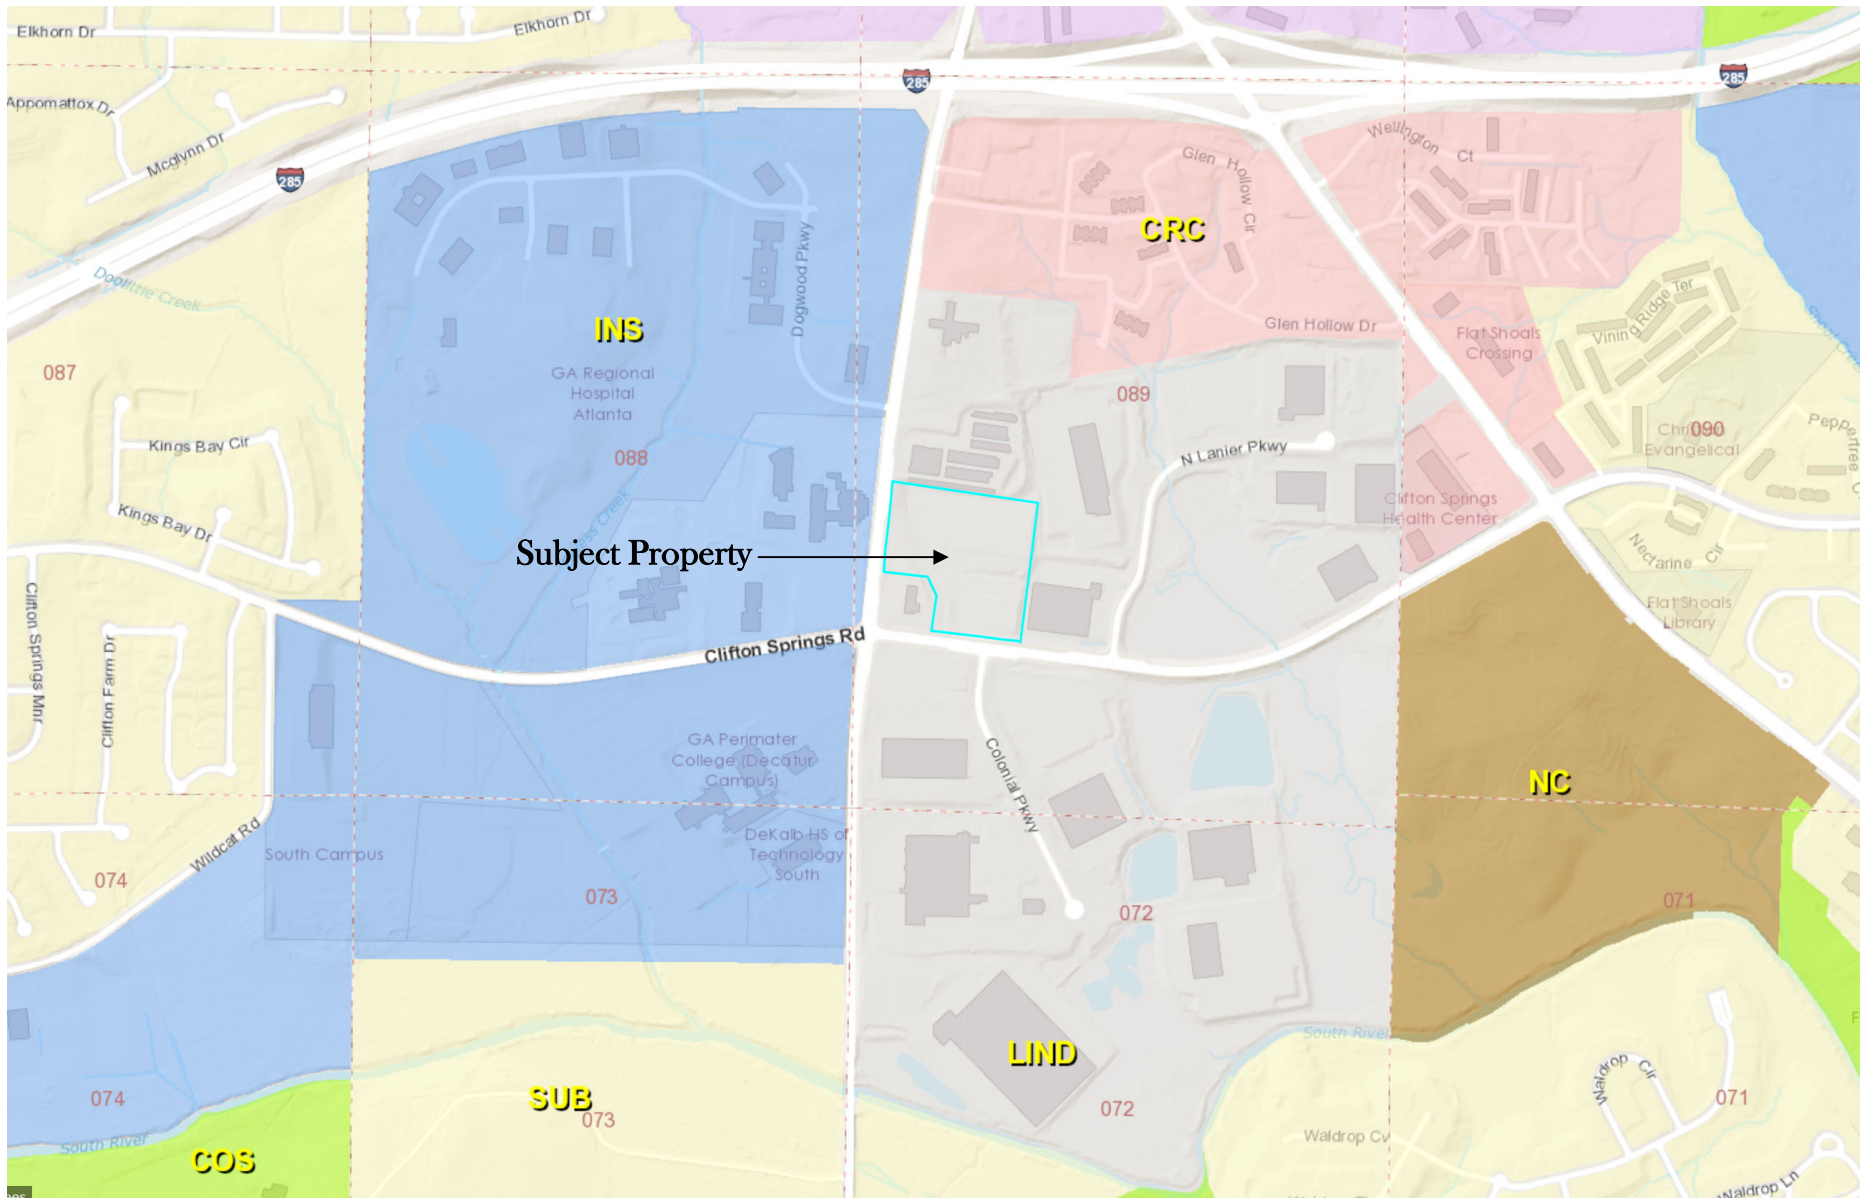 Elkhorn Dr
Elkhorn Dr
285
285
Appomattox Dr
Mcglynn Dr
285
Wellington Ct
Glen Hollow Cir
CRC
Doolittle Creek
Dogwood Pkwy
INS
Glen Hollow Dr
Flat Shoals
Crossing
Vining Ridge Ter
087
GA Regional
Hospital
Atlanta
089
090
Evangelical
Kings Bay Cir
088
N Lanier Pkwy
Clifton Springs
Health Center
Kings Bay Dr
Subject Property
Nectarine Cir
Flat Shoals
Library
Clifton Springs Mnr
Clifton Farm Dr
Clifton Springs Rd
GA Perimater
College (Decatur
Campus)
Colonial Pkwy
NC
Wildcat Rd
South Campus
DeKalb HS of
Technology
South
074
073
072
071
South River
LIND
Waldrop Cir
SUB
073
074
072
071
Waldrop Cv
South River
COS
Waldrop Ln